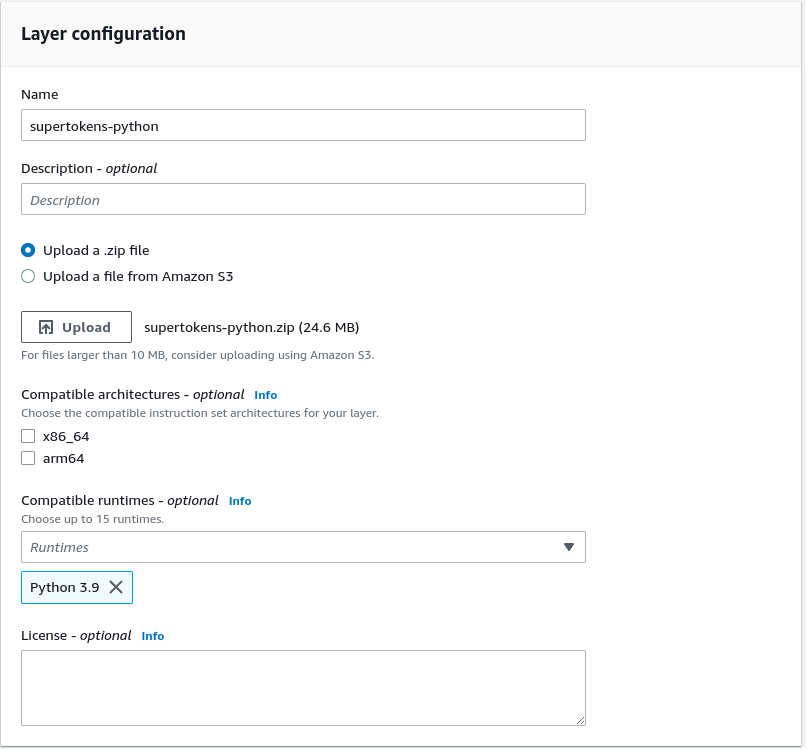 Layer configuration
Name
supertokens-python
Description - optional
Description
Upload a .zip file
Upload a file from Amazon S3
Upload supertokens-python.zip (24.6 MB)
For files larger than 10 MB, consider uploading using Amazon S3.
Compatible architectures - optional Info
Choose the compatible instruction set architectures for your layer.
x86_64
arm64
Compatible runtimes - optional Info
Choose up to 15 runtimes.
Runtimes
Python 3.9
License - optional Info